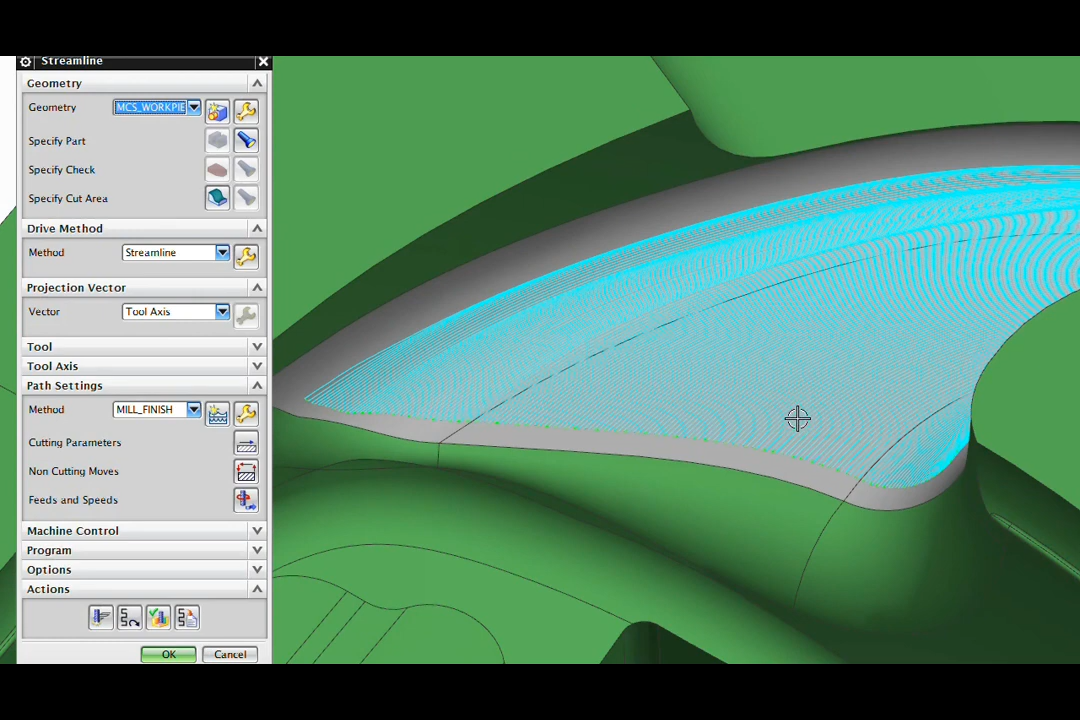 Streamline
Geometry
Geometry MCS_WORKPIE
Specify Part
Specify Check
Specify Cut Area
Drive Method
Method Streamline
Projection Vector
Vector Tool Axis
Tool
Tool Axis
Path Settings
Method MILL_FINISH
Cutting Parameters
Non Cutting Moves
Feeds and Speeds
Machine Control
Program
Options
Actions
OK Cancel